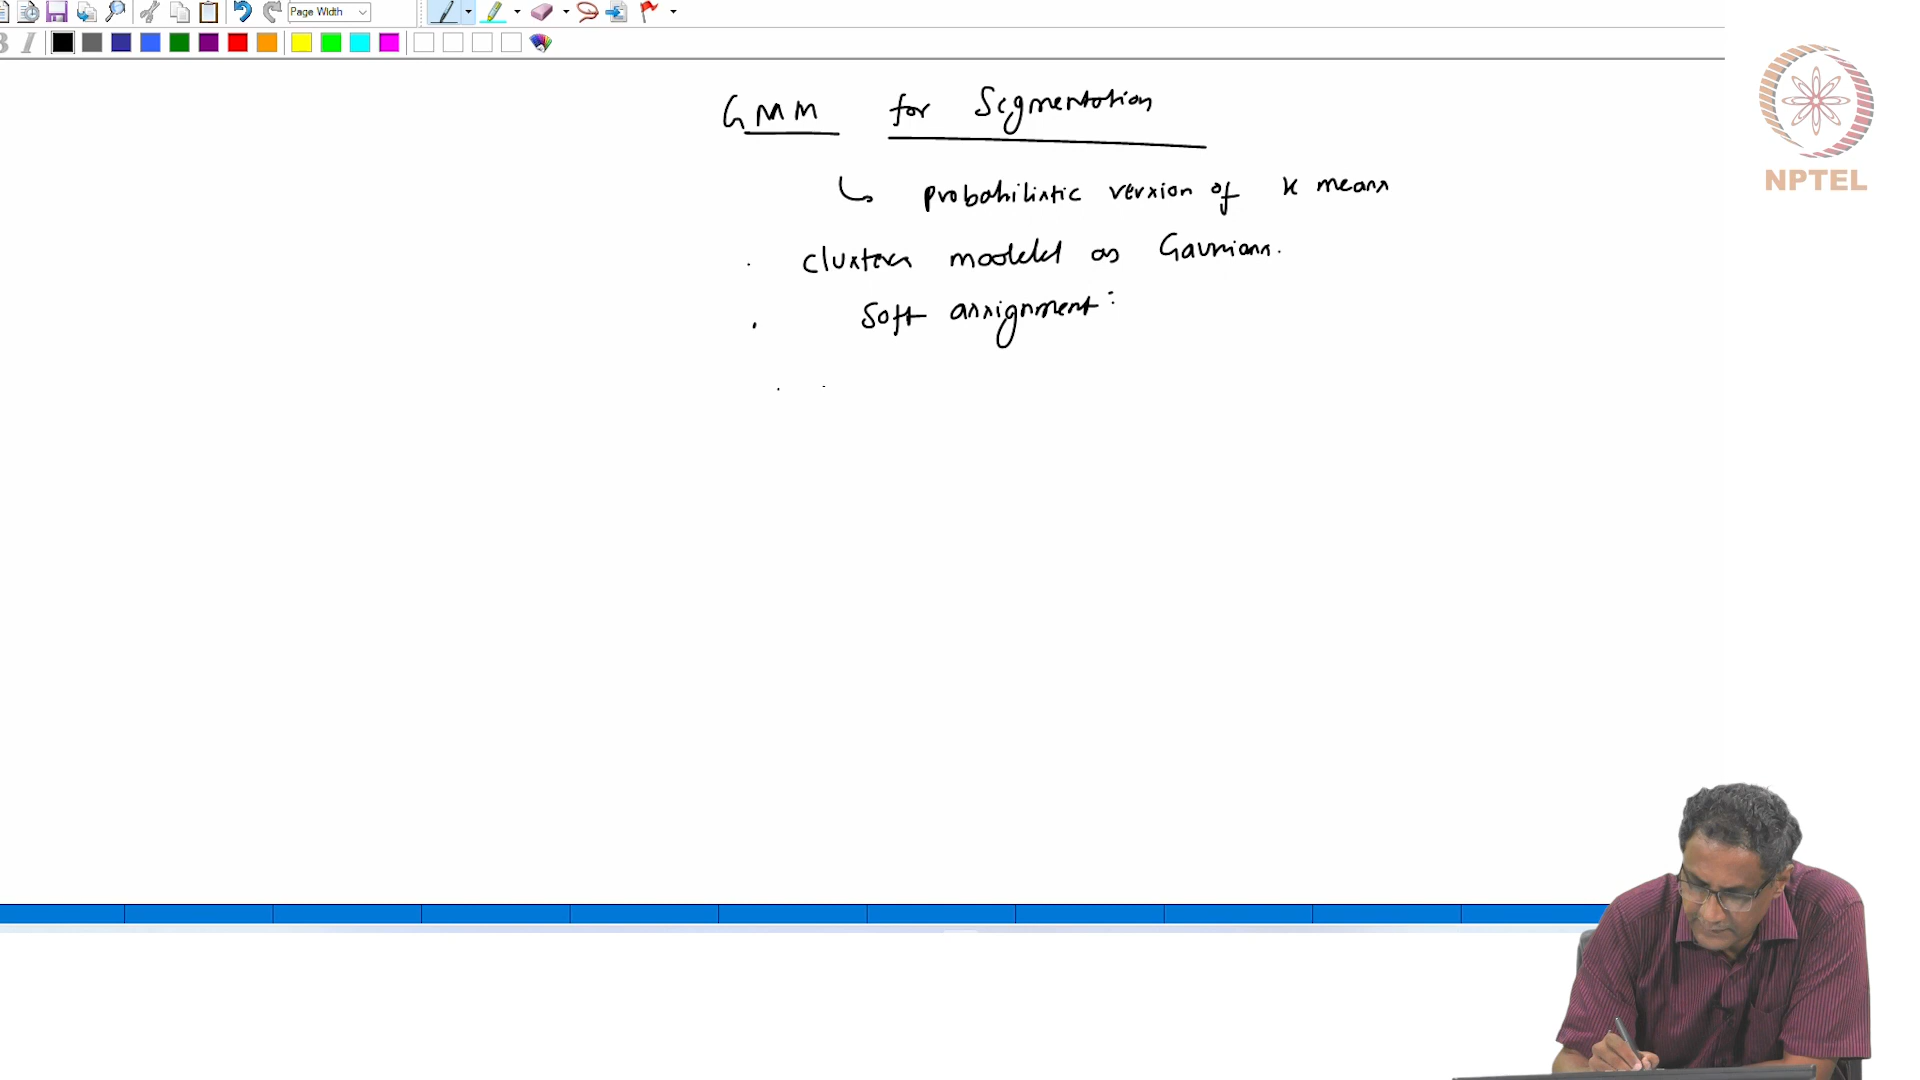 Page Width
GMM for Segmentation
probabilistic version of k means
clusters modeled as Gaussians.
Soft assignment:
NPTEL